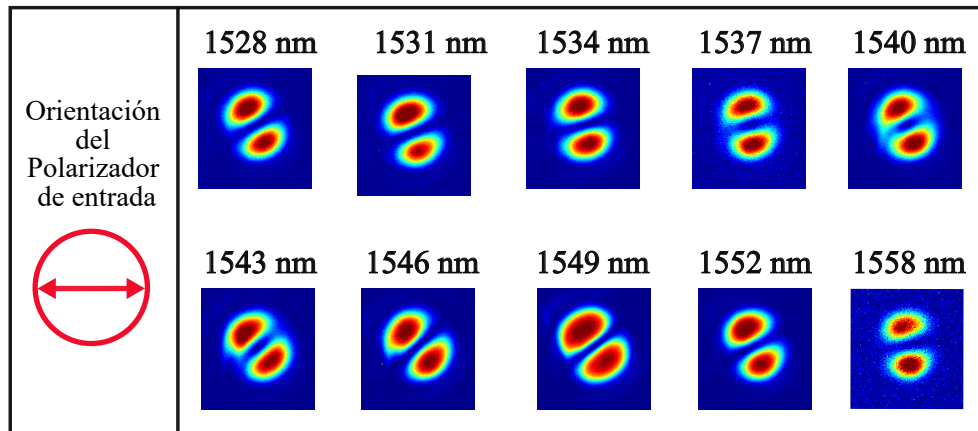 Orientación
del
Polarizador
de entrada
1528 nm
1531 nm
1534 nm
1537 nm
1540 nm
1543 nm
1546 nm
1549 nm
1552 nm
1558 nm